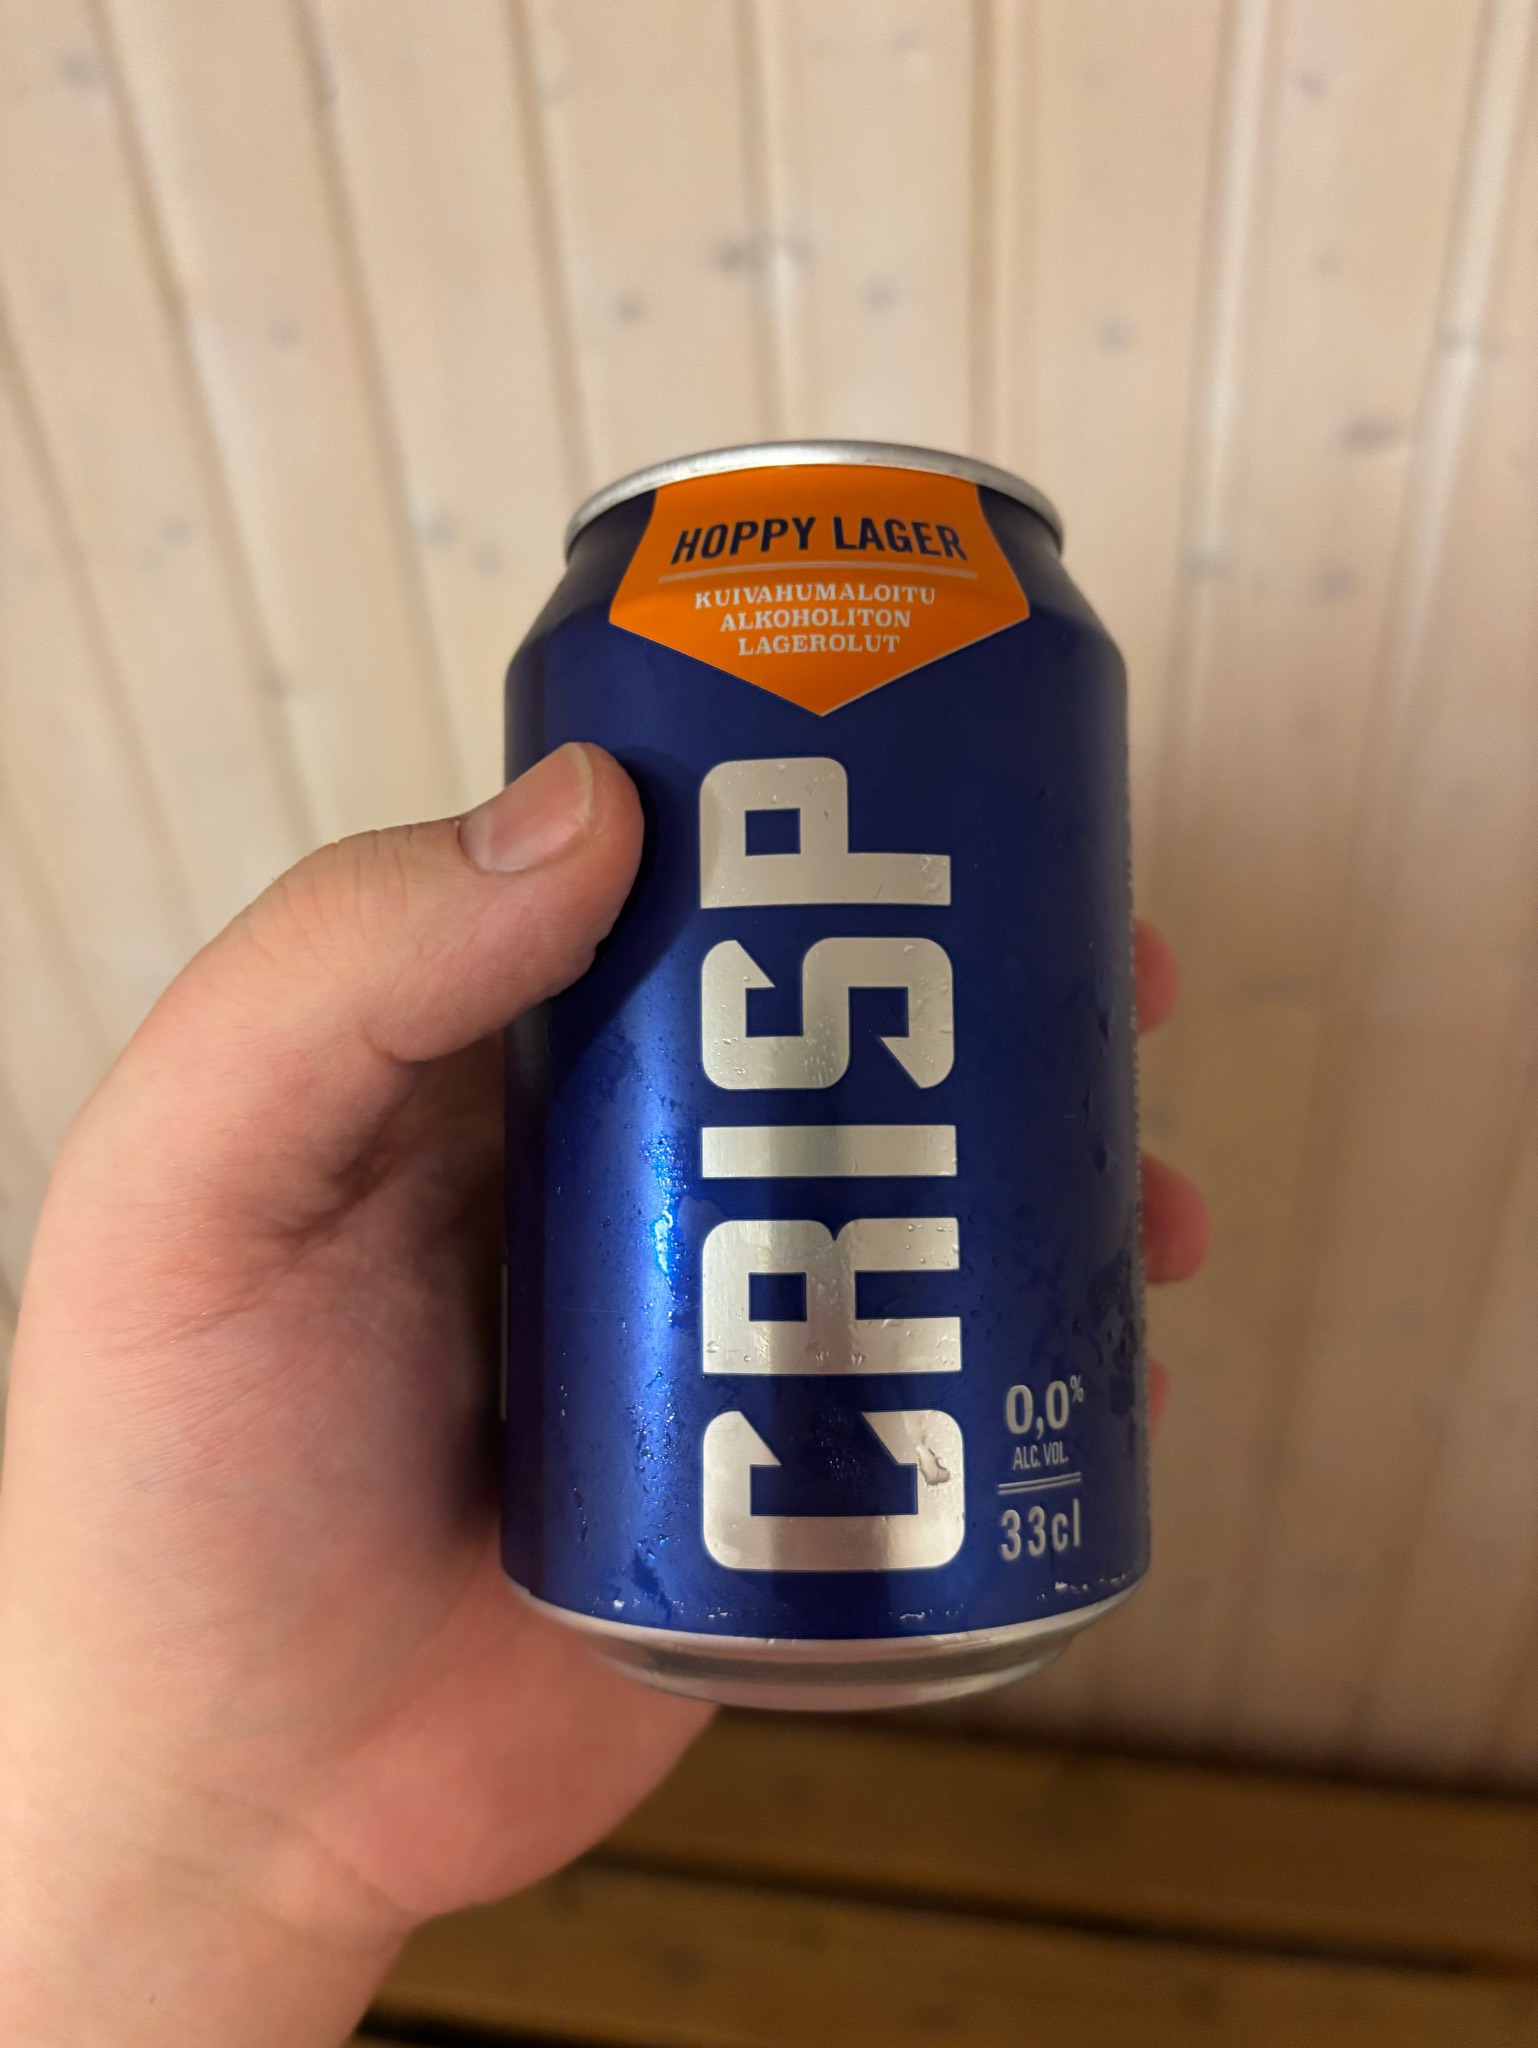 HOPPY LAGER
KUIVAHUMALOITU
ALKOHOLITON
LAGEROLUT
CRISP
0,0%
ALC. VOL.
33cl